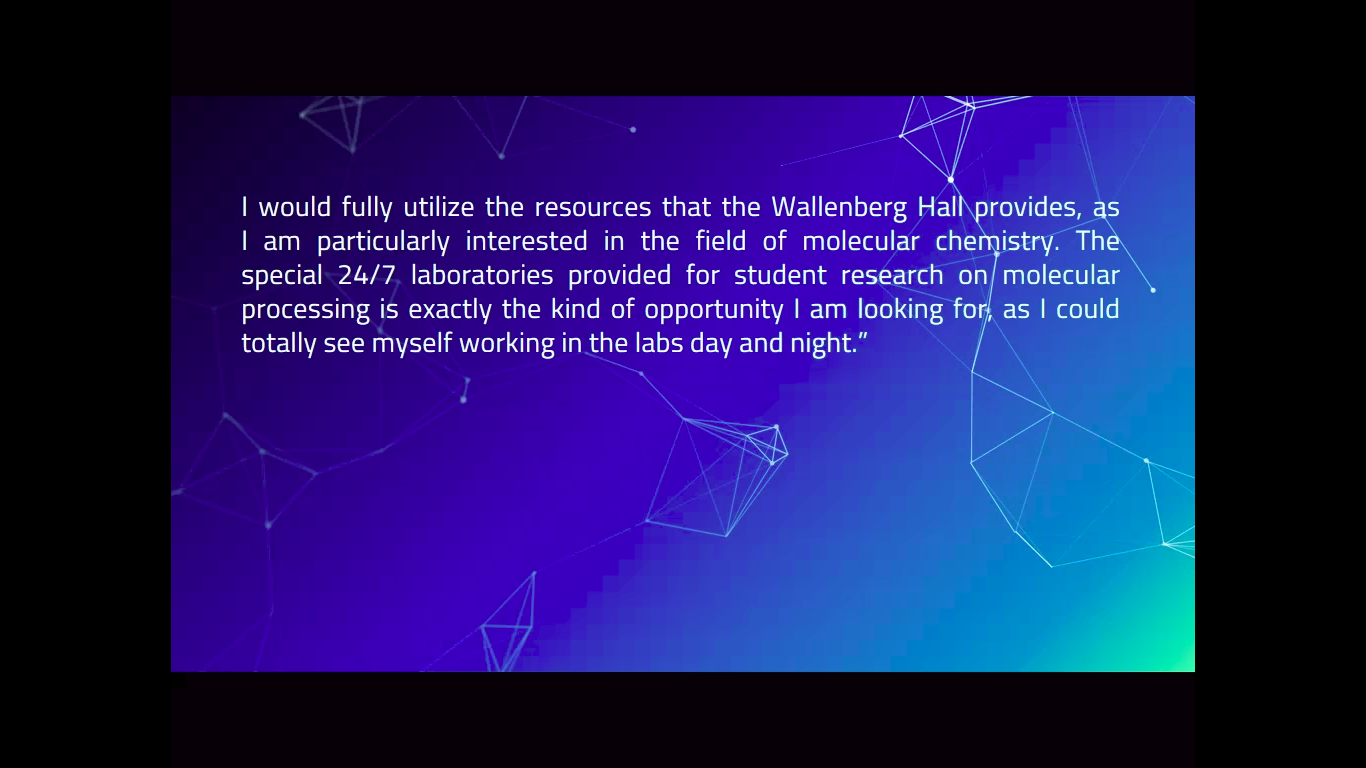 I would fully utilize the resources that the Wallenberg Hall provides, as
I am particularly interested in the field of molecular chemistry. The
special 24/7 laboratories provided for student research on molecular
processing is exactly the kind of opportunity I am looking for, as I could
totally see myself working in the labs day and night.”